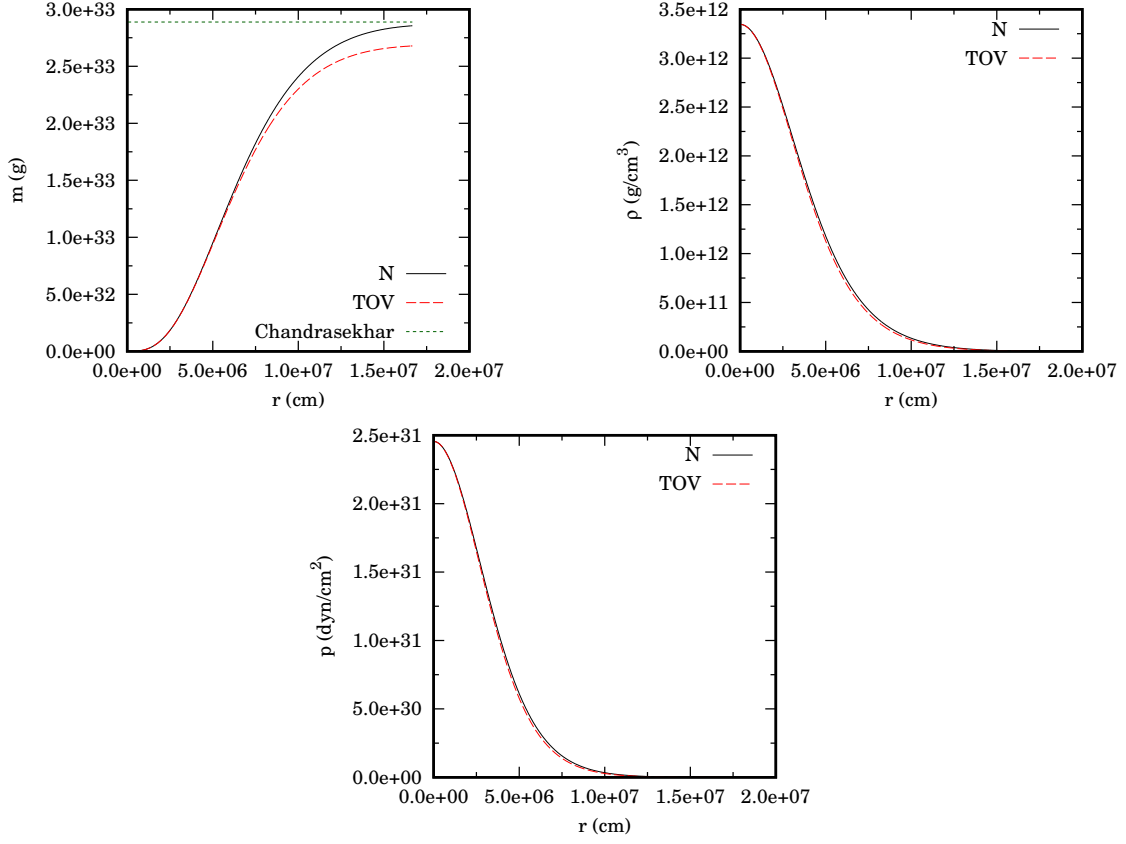 3.0e+33
2.5e+33
2.0e+33
1.5e+33
1.0e+33
5.0e+32
0.0e+00
m (g)
N
TOV
Chandrasekhar
0.0e+00 5.0e+06 1.0e+07 1.5e+07 2.0e+07
r (cm)
3.5e+12
3.0e+12
2.5e+12
2.0e+12
1.5e+12
1.0e+12
5.0e+11
0.0e+00
ρ (g/cm³)
N
TOV
0.0e+00 5.0e+06 1.0e+07 1.5e+07 2.0e+07
r (cm)
2.5e+31
2.0e+31
1.5e+31
1.0e+31
5.0e+30
0.0e+00
p (dyn/cm²)
N
TOV
0.0e+00 5.0e+06 1.0e+07 1.5e+07 2.0e+07
r (cm)